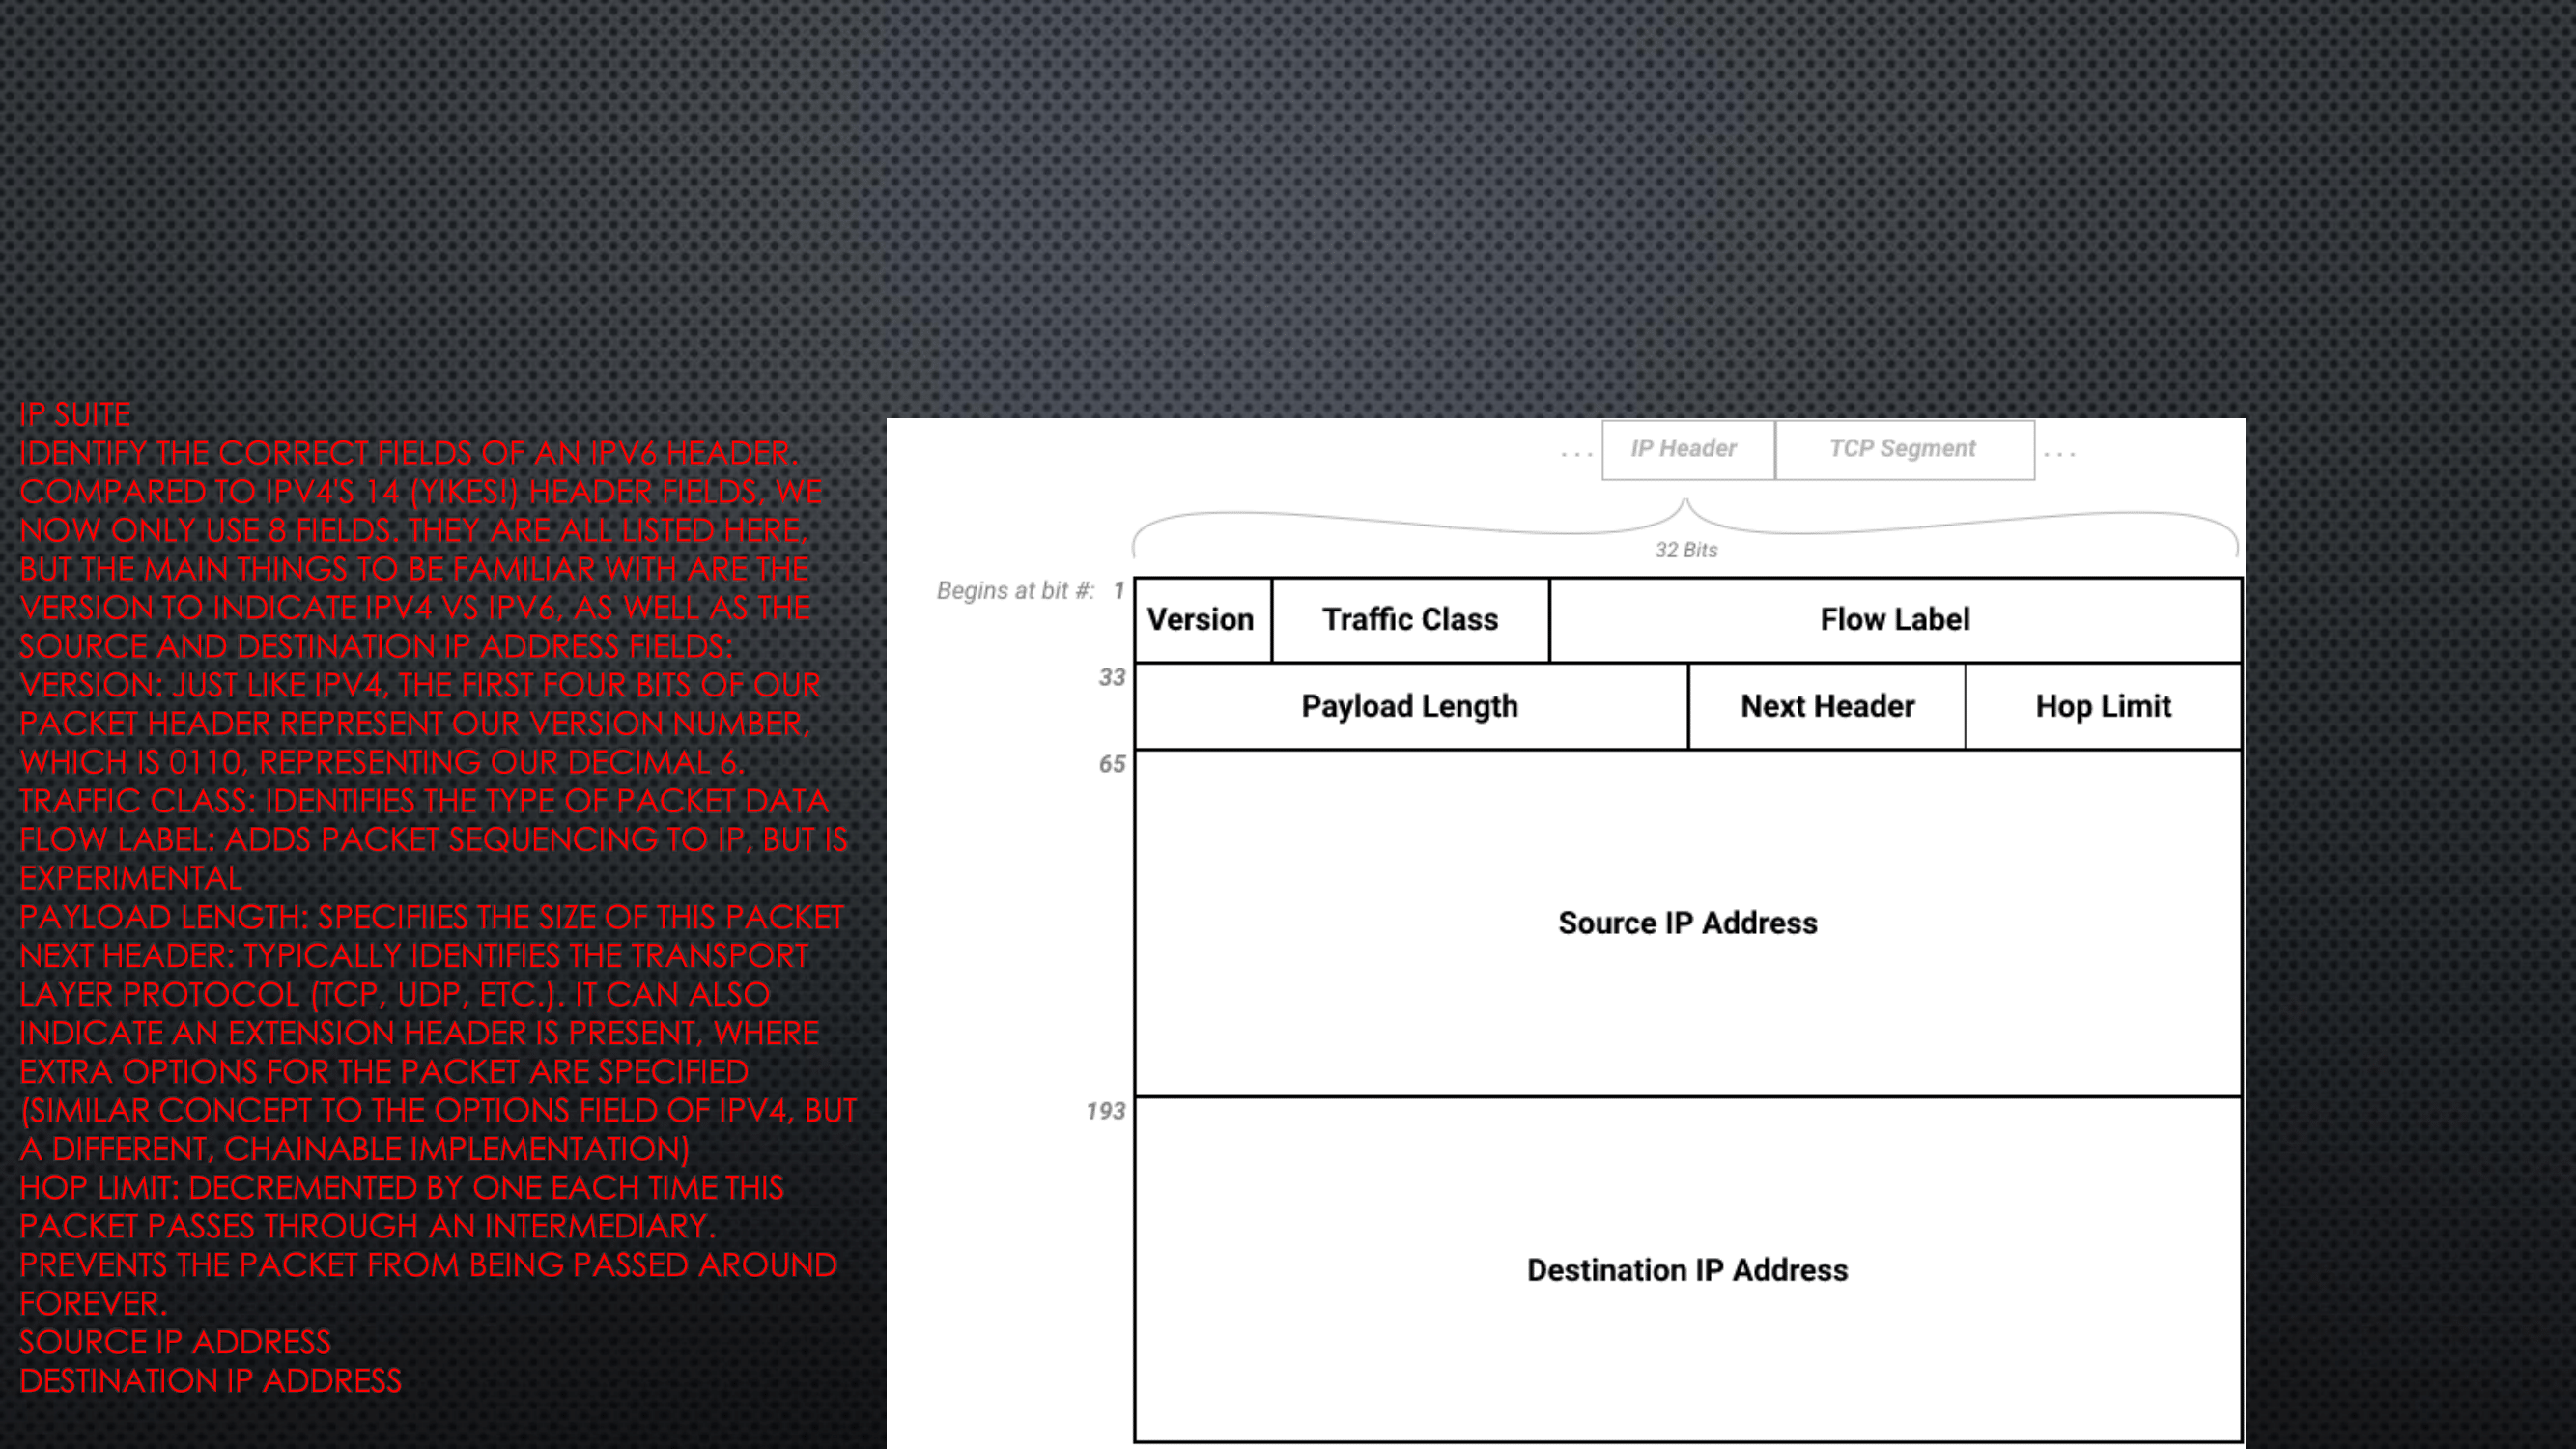 IP SUITE
IDENTIFY THE CORRECT FIELDS OF AN IPV6 HEADER.
COMPARED TO IPV4'S 14 (YIKES!) HEADER FIELDS, WE
NOW ONLY USE 8 FIELDS. THEY ARE ALL LISTED HERE,
BUT THE MAIN THINGS TO BE FAMILIAR WITH ARE THE
VERSION TO INDICATE IPV4 VS IPV6, AS WELL AS THE
SOURCE AND DESTINATION IP ADDRESS FIELDS:
VERSION: JUST LIKE IPV4, THE FIRST FOUR BITS OF OUR
PACKET HEADER REPRESENT OUR VERSION NUMBER,
WHICH IS 0110, REPRESENTING OUR DECIMAL 6.
TRAFFIC CLASS: IDENTIFIES THE TYPE OF PACKET DATA
FLOW LABEL: ADDS PACKET SEQUENCING TO IP, BUT IS
EXPERIMENTAL
PAYLOAD LENGTH: SPECIFIIES THE SIZE OF THIS PACKET
NEXT HEADER: TYPICALLY IDENTIFIES THE TRANSPORT
LAYER PROTOCOL (TCP, UDP, ETC.). IT CAN ALSO
INDICATE AN EXTENSION HEADER IS PRESENT, WHERE
EXTRA OPTIONS FOR THE PACKET ARE SPECIFIED
(SIMILAR CONCEPT TO THE OPTIONS FIELD OF IPV4, BUT
A DIFFERENT, CHAINABLE IMPLEMENTATION)
HOP LIMIT: DECREMENTED BY ONE EACH TIME THIS
PACKET PASSES THROUGH AN INTERMEDIARY.
PREVENTS THE PACKET FROM BEING PASSED AROUND
FOREVER.
SOURCE IP ADDRESS
DESTINATION IP ADDRESS
... IP Header TCP Segment ...
32 Bits
Begins at bit #: 1
Version Traffic Class Flow Label
33
Payload Length Next Header Hop Limit
65
Source IP Address
193
Destination IP Address